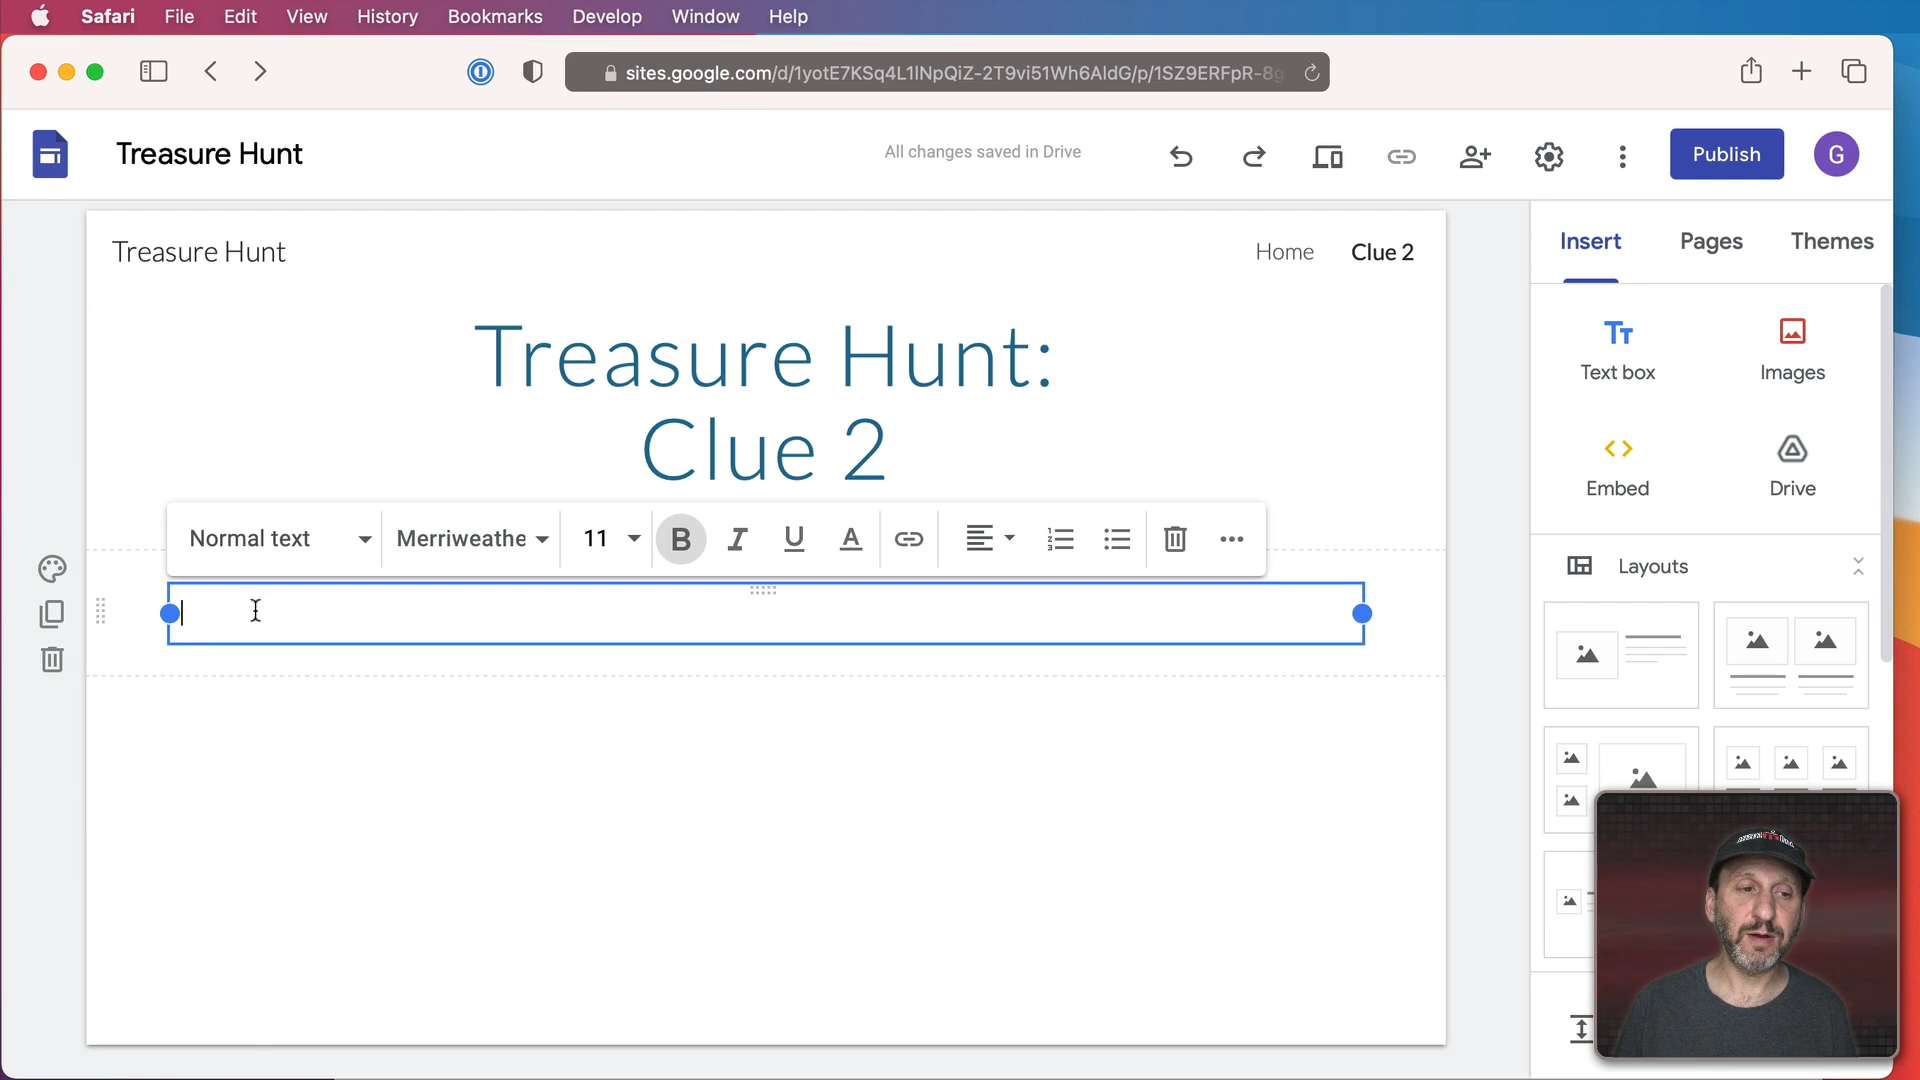 Safari File Edit View History Bookmarks Develop Window Help
sites.google.com/d/1yotE7KSq4L1lNpQiZ-2T9vi51Wh6AldG/p/1SZ9ERFpR-8g
Treasure Hunt
All changes saved in Drive
Publish
G
Treasure Hunt
Home Clue 2
Insert Pages Themes
Treasure Hunt:
Clue 2
Text box Images
Embed Drive
Normal text Merriweathe 11 B I U A
Layouts